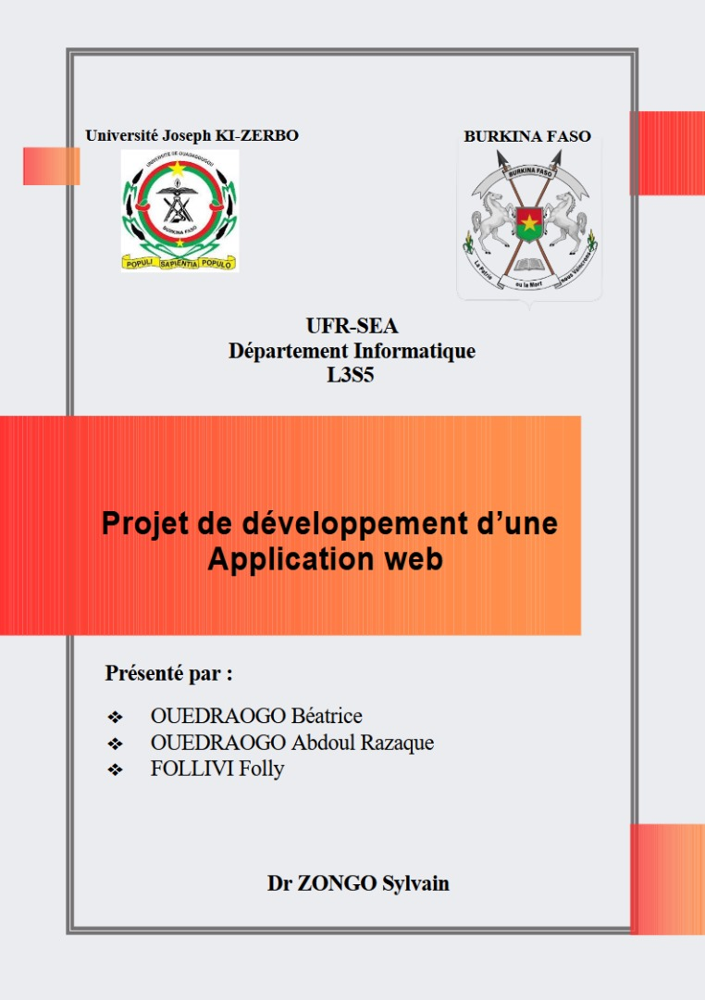 Université Joseph KI-ZERBO
BURKINA FASO
UNIVERSITE DE OUAGADOUGOU
BURKINA FASO
POPULI SAPIENTIA POPULO
BURKINA FASO
La Patrie ou la Mort nous Vaincrons
UFR-SEA
Département Informatique
L3S5
Projet de développement d’une
Application web
Présenté par :
❖ OUEDRAOGO Béatrice
❖ OUEDRAOGO Abdoul Razaque
❖ FOLLIVI Folly
Dr ZONGO Sylvain